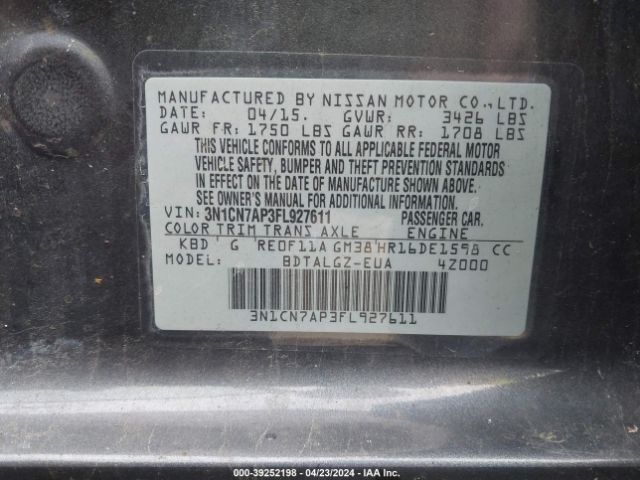 MANUFACTURED BY NISSAN MOTOR CO., LTD.
DATE: 04/15. GVWR: 3426 LBS
GAWR FR: 1750 LBS GAWR RR: 1708 LBS
THIS VEHICLE CONFORMS TO ALL APPLICABLE FEDERAL MOTOR
VEHICLE SAFETY, BUMPER AND THEFT PREVENTION STANDARDS
IN EFFECT ON THE DATE OF MANUFACTURE SHOWN ABOVE.
SEE OWNER'S MANUAL FOR ADDITIONAL INFORMATION.
VIN: 3N1CN7AP3FL927611 PASSENGER CAR.
COLOR TRIM TRANS AXLE ENGINE
KBD G RE0F11A GM38 HR16DE1598 CC
MODEL: BDTALGZ-EUA 4Z000
3N1CN7AP3FL927611
000-39252198 - 04/23/2024 - IAA Inc.